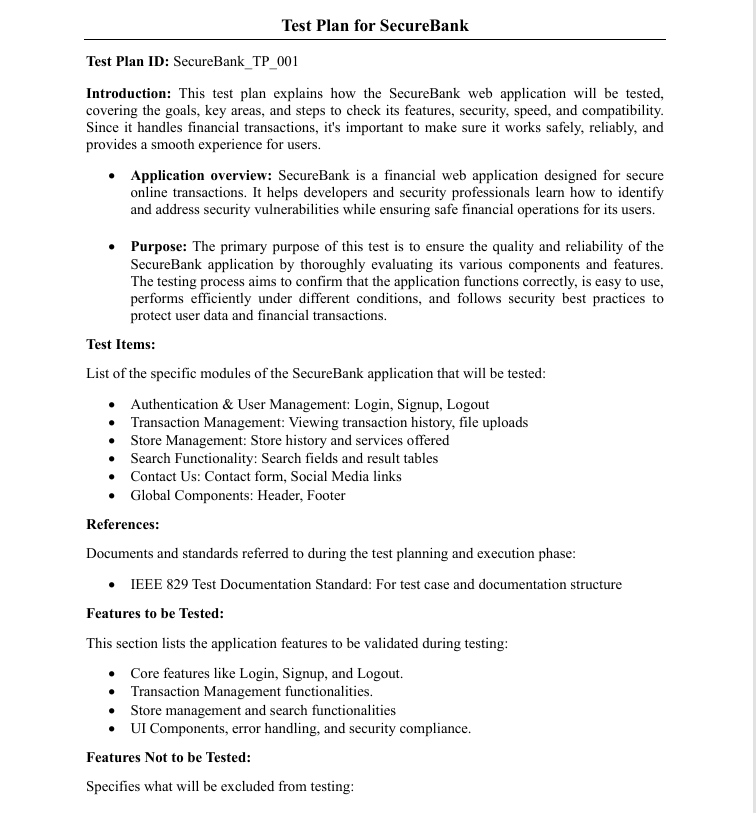 Test Plan for SecureBank
Test Plan ID: SecureBank_TP_001
Introduction: This test plan explains how the SecureBank web application will be tested,
covering the goals, key areas, and steps to check its features, security, speed, and compatibility.
Since it handles financial transactions, it's important to make sure it works safely, reliably, and
provides a smooth experience for users.
• Application overview: SecureBank is a financial web application designed for secure
online transactions. It helps developers and security professionals learn how to identify
and address security vulnerabilities while ensuring safe financial operations for its users.
• Purpose: The primary purpose of this test is to ensure the quality and reliability of the
SecureBank application by thoroughly evaluating its various components and features.
The testing process aims to confirm that the application functions correctly, is easy to use,
performs efficiently under different conditions, and follows security best practices to
protect user data and financial transactions.
Test Items:
List of the specific modules of the SecureBank application that will be tested:
• Authentication & User Management: Login, Signup, Logout
• Transaction Management: Viewing transaction history, file uploads
• Store Management: Store history and services offered
• Search Functionality: Search fields and result tables
• Contact Us: Contact form, Social Media links
• Global Components: Header, Footer
References:
Documents and standards referred to during the test planning and execution phase:
• IEEE 829 Test Documentation Standard: For test case and documentation structure
Features to be Tested:
This section lists the application features to be validated during testing:
• Core features like Login, Signup, and Logout.
• Transaction Management functionalities.
• Store management and search functionalities
• UI Components, error handling, and security compliance.
Features Not to be Tested:
Specifies what will be excluded from testing: